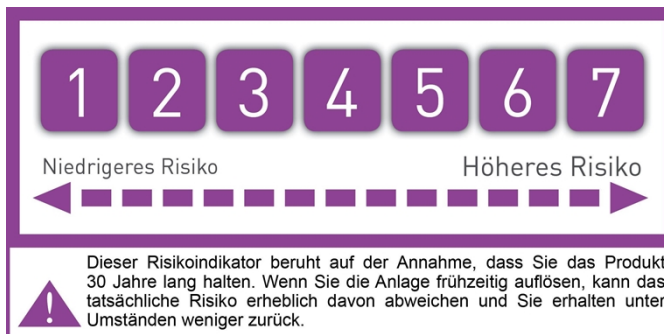 1 2 3 4 5 6 7
Niedrigeres Risiko Höheres Risiko
Dieser Risikoindikator beruht auf der Annahme, dass Sie das Produkt
30 Jahre lang halten. Wenn Sie die Anlage frühzeitig auflösen, kann das
tatsächliche Risiko erheblich davon abweichen und Sie erhalten unter
Umständen weniger zurück.